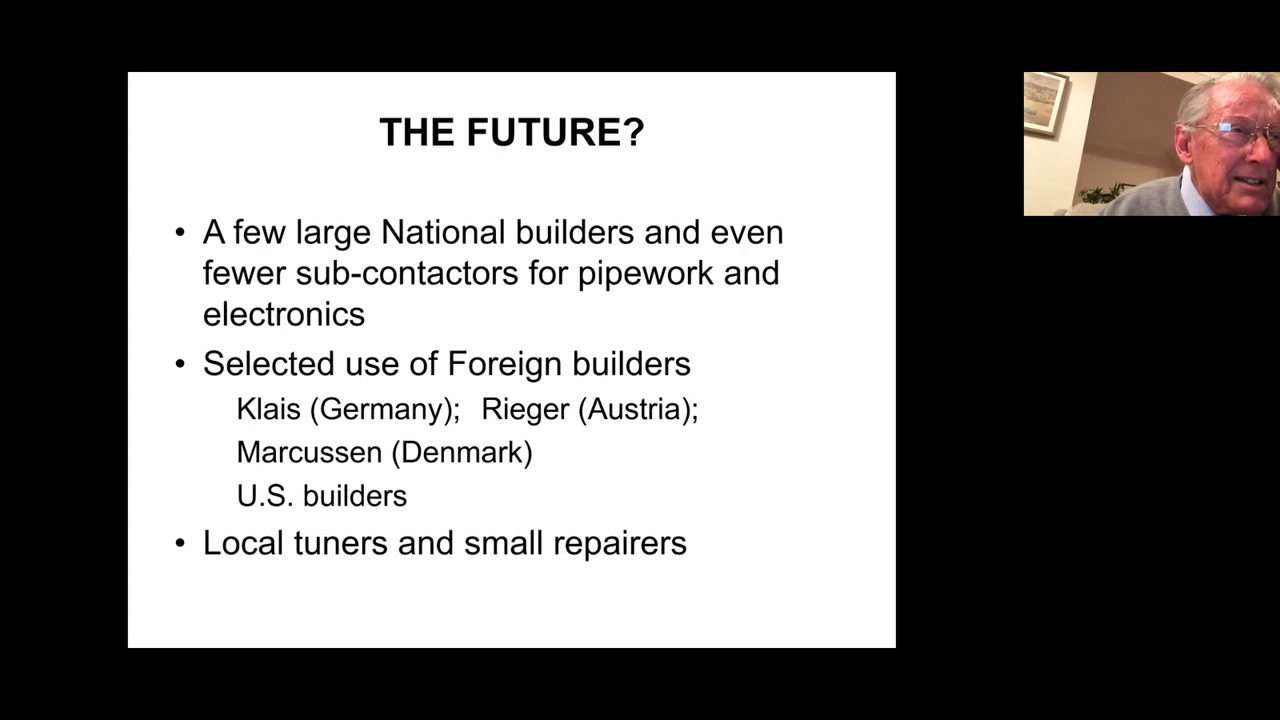 THE FUTURE?
• A few large National builders and even
fewer sub-contactors for pipework and
electronics
• Selected use of Foreign builders
Klais (Germany); Rieger (Austria);
Marcussen (Denmark)
U.S. builders
• Local tuners and small repairers